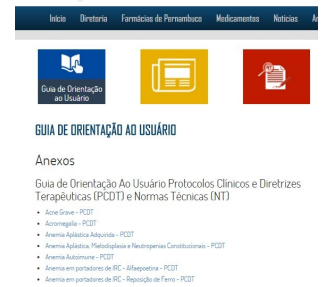 Início Diretoria Farmácias de Pernambuco Medicamentos Notícias
Guia de Orientação
ao Usuário
GUIA DE ORIENTAÇÃO AO USUÁRIO
Anexos
Guia de Orientação Ao Usuário Protocolos Clínicos e Diretrizes
Terapêuticas (PCDT) e Normas Técnicas (NT)
Acne Grave - PCDT
Acromegalia - PCDT
Anemia Aplástica Adquirida - PCDT
Anemia Aplástica, Mielodisplasia e Neutropenias Constitucionais - PCDT
Anemia Autoimune - PCDT
Anemia em portadores de IRC - Alfaepoetina - PCDT
Anemia em portadores de IRC - Reposição de Ferro - PCDT